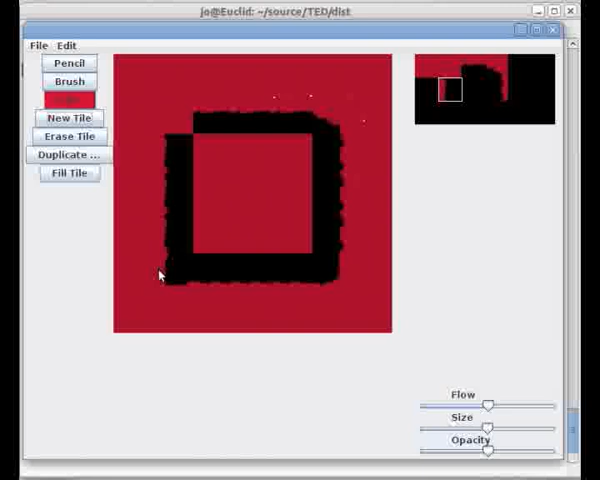 jo@Euclid: ~/source/TED/dist
File Edit
Pencil
Brush
New Tile
Erase Tile
Duplicate ...
Fill Tile
Flow
Size
Opacity